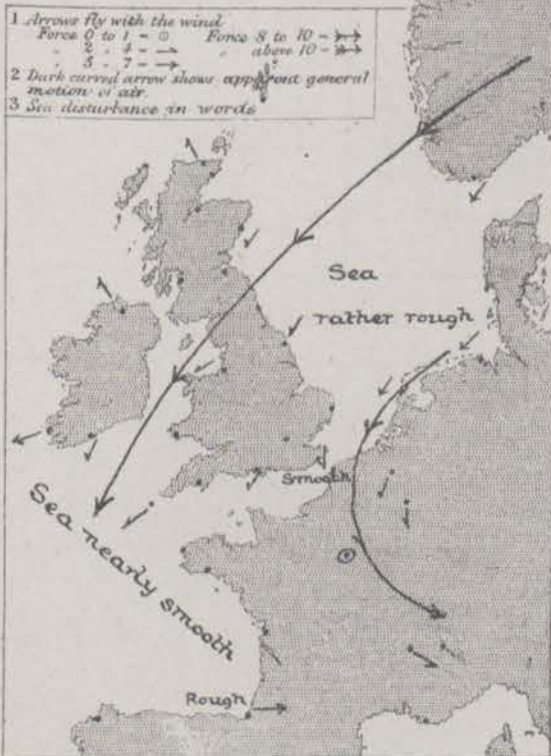 1 Arrows fly with the wind
Force 0 to 1 - ⊙ Force 8 to 10 -
" 2 " 4 - " above 10 -
" 5 " 7 -
2 Dark curved arrow shows general
motion of air.
3 Sea disturbance in words
Sea
rather rough
Smooth
Sea nearly smooth
Rough